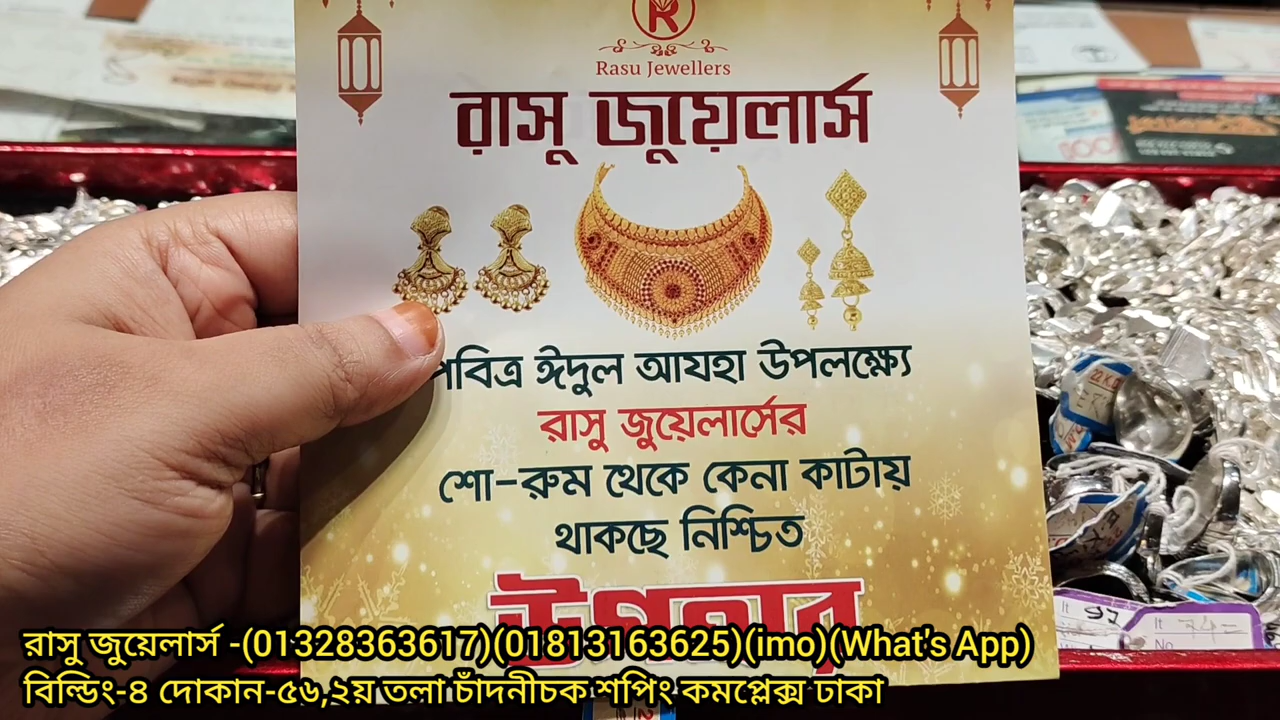 R
Rasu Jewellers
রাসু জুয়েলার্স
পবিত্র ঈদুল আযহা উপলক্ষ্যে
রাসু জুয়েলার্সের
শো-রুম থেকে কেনা কাটায়
থাকছে নিশ্চিত
উপহার
রাসু জুয়েলার্স -(01328363617)(01813163625)(imo)(What's App)
বিল্ডিং-৪ দোকান-৫৬,২য় তলা চাঁদনীচক শপিং কমপ্লেক্স ঢাকা